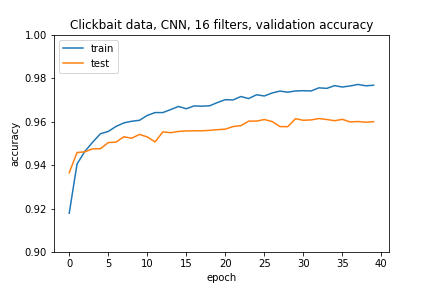 Clickbait data, CNN, 16 filters, validation accuracy
train
test
1.00
0.98
0.96
0.94
0.92
0.90
accuracy
0 5 10 15 20 25 30 35 40
epoch